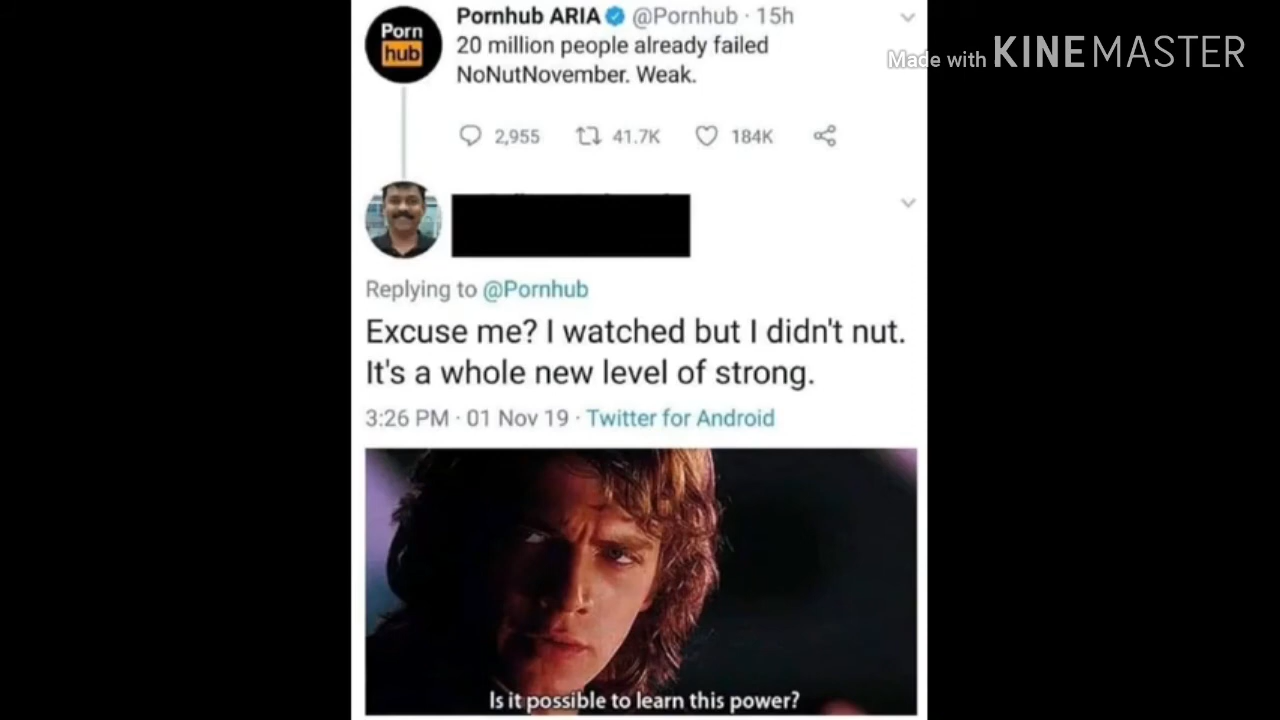 Porn
hub
Pornhub ARIA @Pornhub · 15h
20 million people already failed
NoNutNovember. Weak.
2,955 41.7K 184K
Made with KINEMASTER
Replying to @Pornhub
Excuse me? I watched but I didn't nut.
It's a whole new level of strong.
3:26 PM · 01 Nov 19 · Twitter for Android
Is it possible to learn this power?